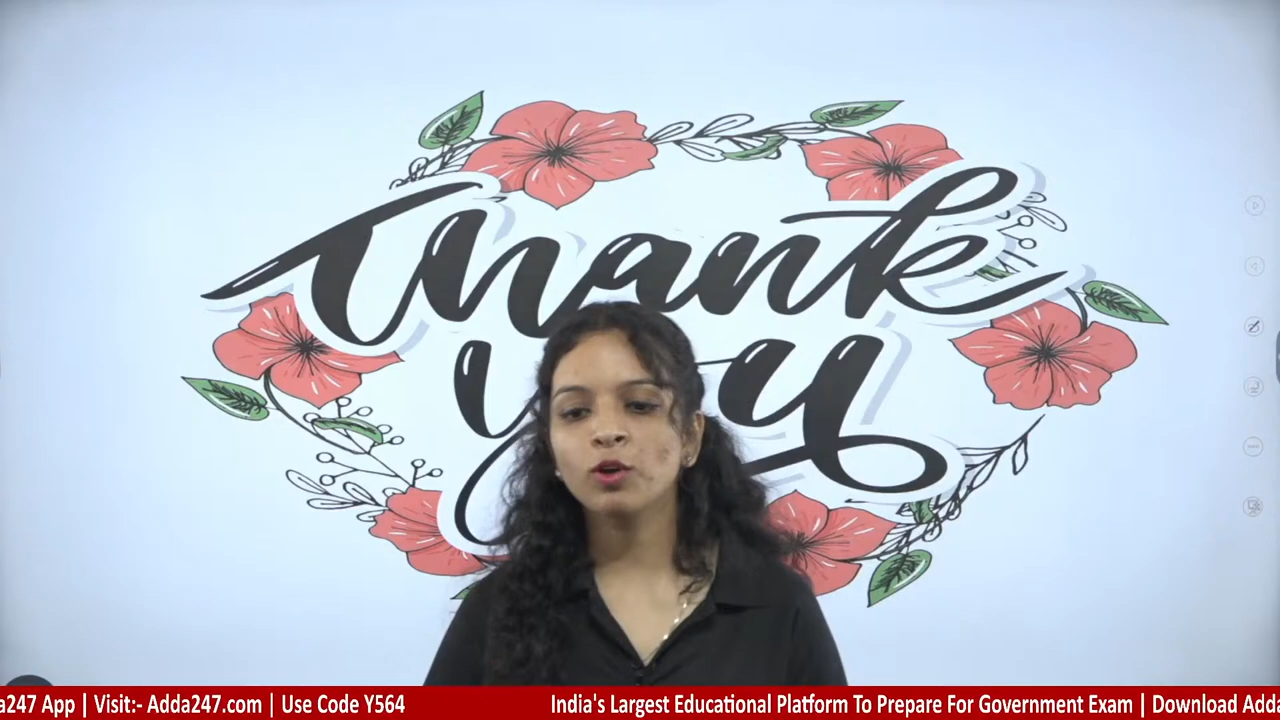 Thank
you
a247 App | Visit:- Adda247.com | Use Code Y564 India's Largest Educational Platform To Prepare For Government Exam | Download Adda